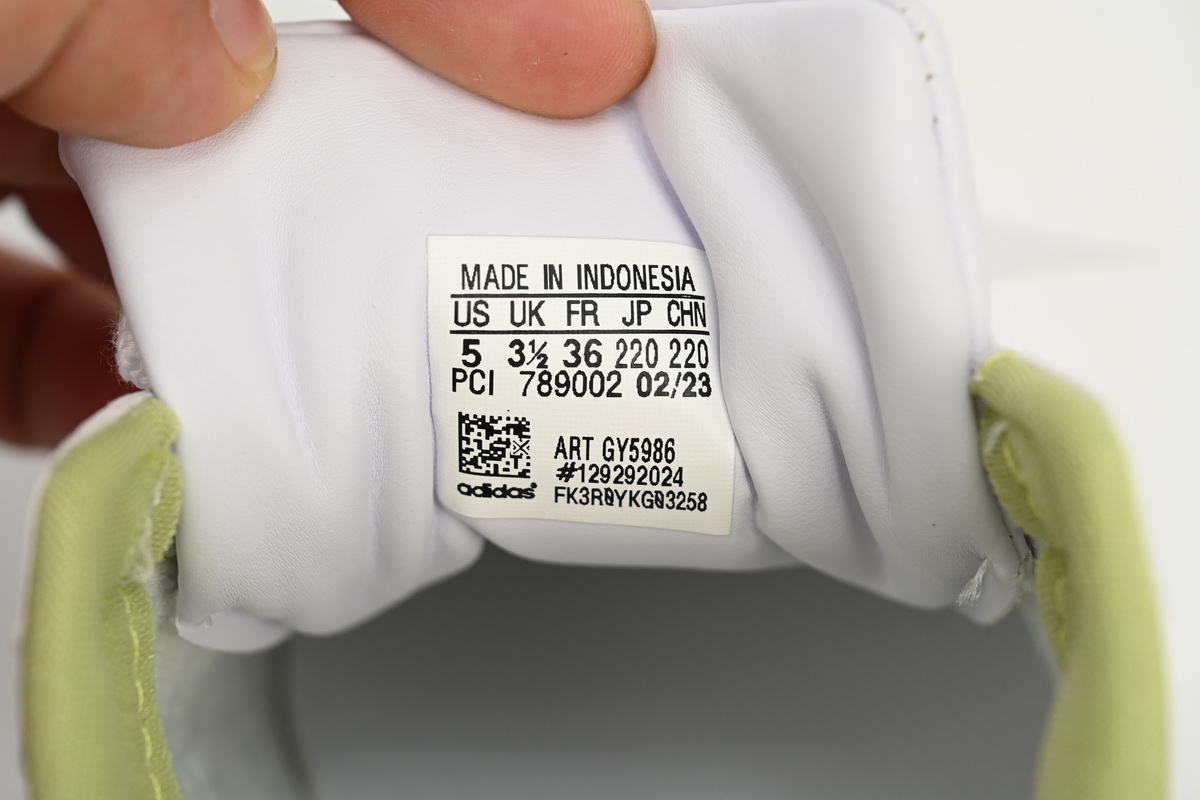 MADE IN INDONESIA
US UK FR JP CHN
5 3½ 36 220 220
PCI 789002 02/23
ART GY5986
#129292024
adidas FK3R0YKG03258